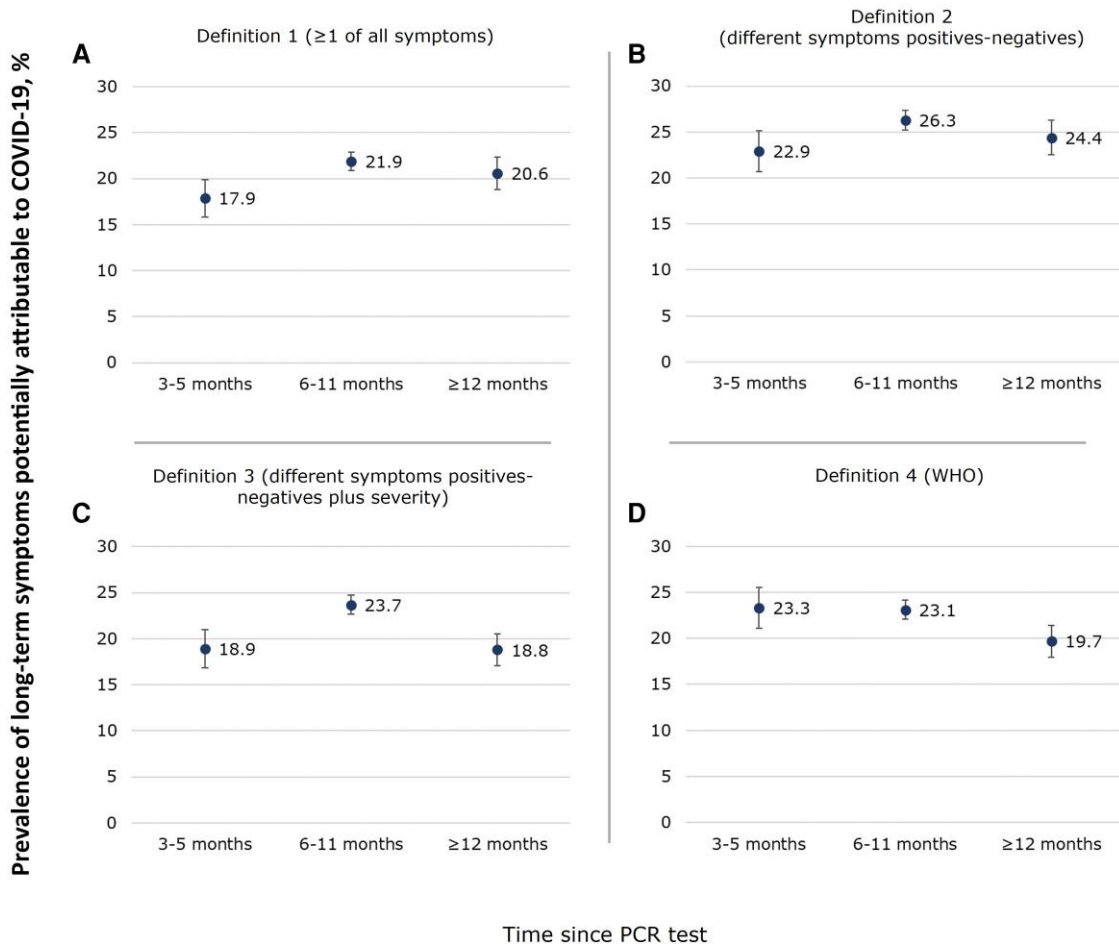 Prevalence of long-term symptoms potentially attributable to COVID-19, %
A
Definition 1 (≥1 of all symptoms)
30
25
20
15
10
5
0
17.9
21.9
20.6
3-5 months
6-11 months
≥12 months
B
Definition 2
(different symptoms positives-negatives)
30
25
20
15
10
5
0
22.9
26.3
24.4
3-5 months
6-11 months
≥12 months
C
Definition 3 (different symptoms positives-
negatives plus severity)
30
25
20
15
10
5
0
18.9
23.7
18.8
3-5 months
6-11 months
≥12 months
D
Definition 4 (WHO)
30
25
20
15
10
5
0
23.3
23.1
19.7
3-5 months
6-11 months
≥12 months
Time since PCR test